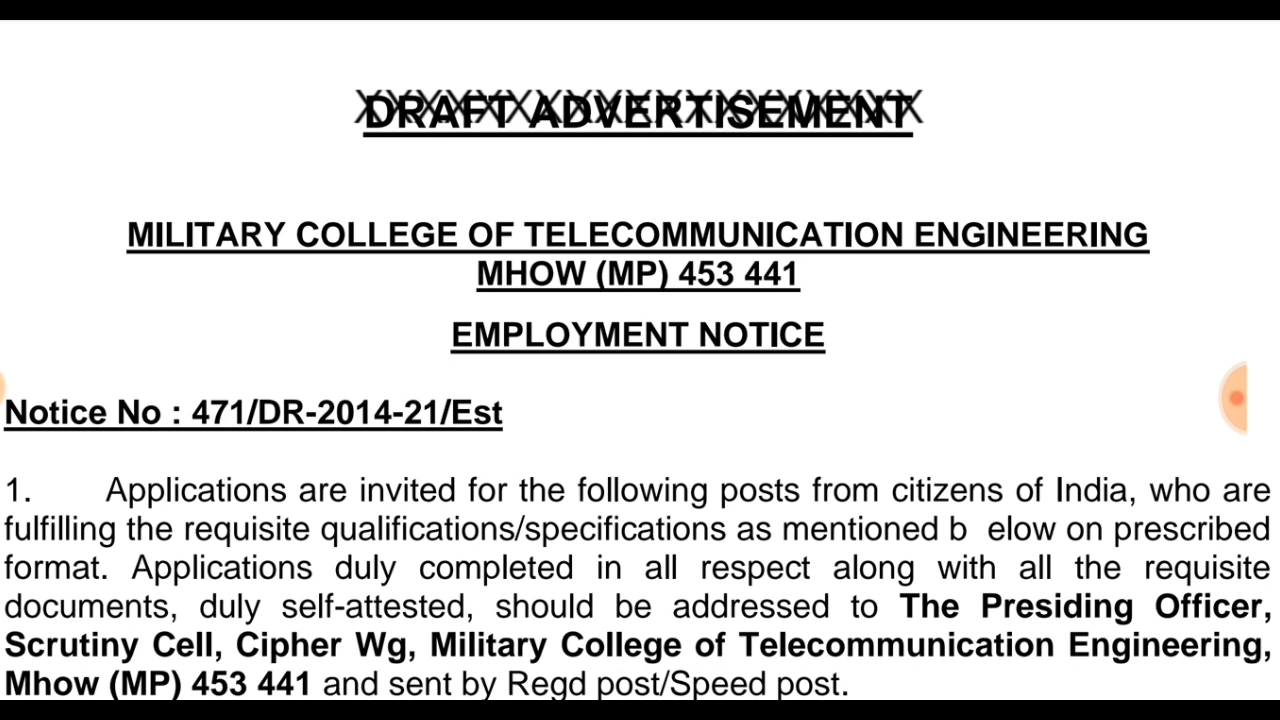 DRAFT ADVERTISEMENT
MILITARY COLLEGE OF TELECOMMUNICATION ENGINEERING
MHOW (MP) 453 441
EMPLOYMENT NOTICE
Notice No : 471/DR-2014-21/Est
1. Applications are invited for the following posts from citizens of India, who are
fulfilling the requisite qualifications/specifications as mentioned b elow on prescribed
format. Applications duly completed in all respect along with all the requisite
documents, duly self-attested, should be addressed to The Presiding Officer,
Scrutiny Cell, Cipher Wg, Military College of Telecommunication Engineering,
Mhow (MP) 453 441 and sent by Regd post/Speed post.